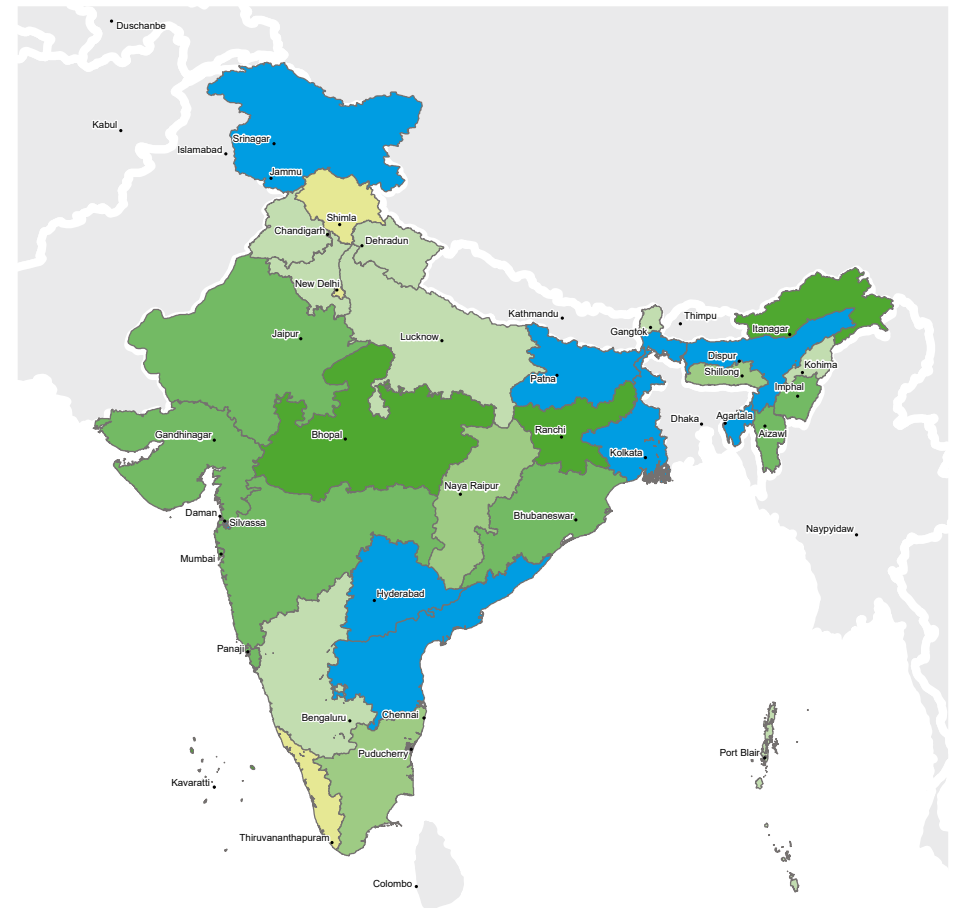 Duschanbe
Kabul
Islamabad
Srinagar
Jammu
Shimla
Chandigarh
Dehradun
New Delhi
Kathmandu
Thimpu
Gangtok
Itanagar
Jaipur
Lucknow
Dispur
Shillong
Kohima
Patna
Imphal
Dhaka
Agartala
Aizawl
Gandhinagar
Bhopal
Ranchi
Kolkata
Naya Raipur
Daman
Silvassa
Bhubaneswar
Naypyidaw
Mumbai
Hyderabad
Panaji
Bengaluru
Chennai
Puducherry
Port Blair
Kavaratti
Thiruvananthapuram
Colombo